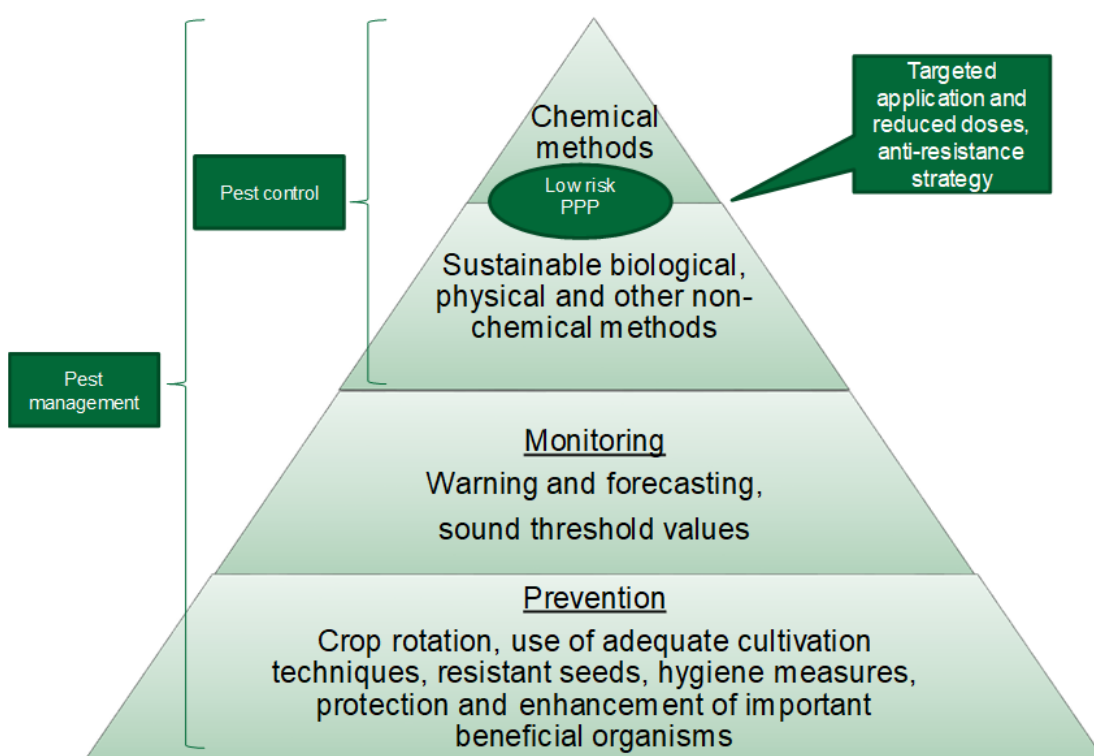 Chemical
methods
Targeted
application and
reduced doses,
anti-resistance
strategy
Pest control
Low risk
PPP
Sustainable biological,
physical and other non-
chemical methods
Pest
management
Monitoring
Warning and forecasting,
sound threshold values
Prevention
Crop rotation, use of adequate cultivation
techniques, resistant seeds, hygiene measures,
protection and enhancement of important
beneficial organisms